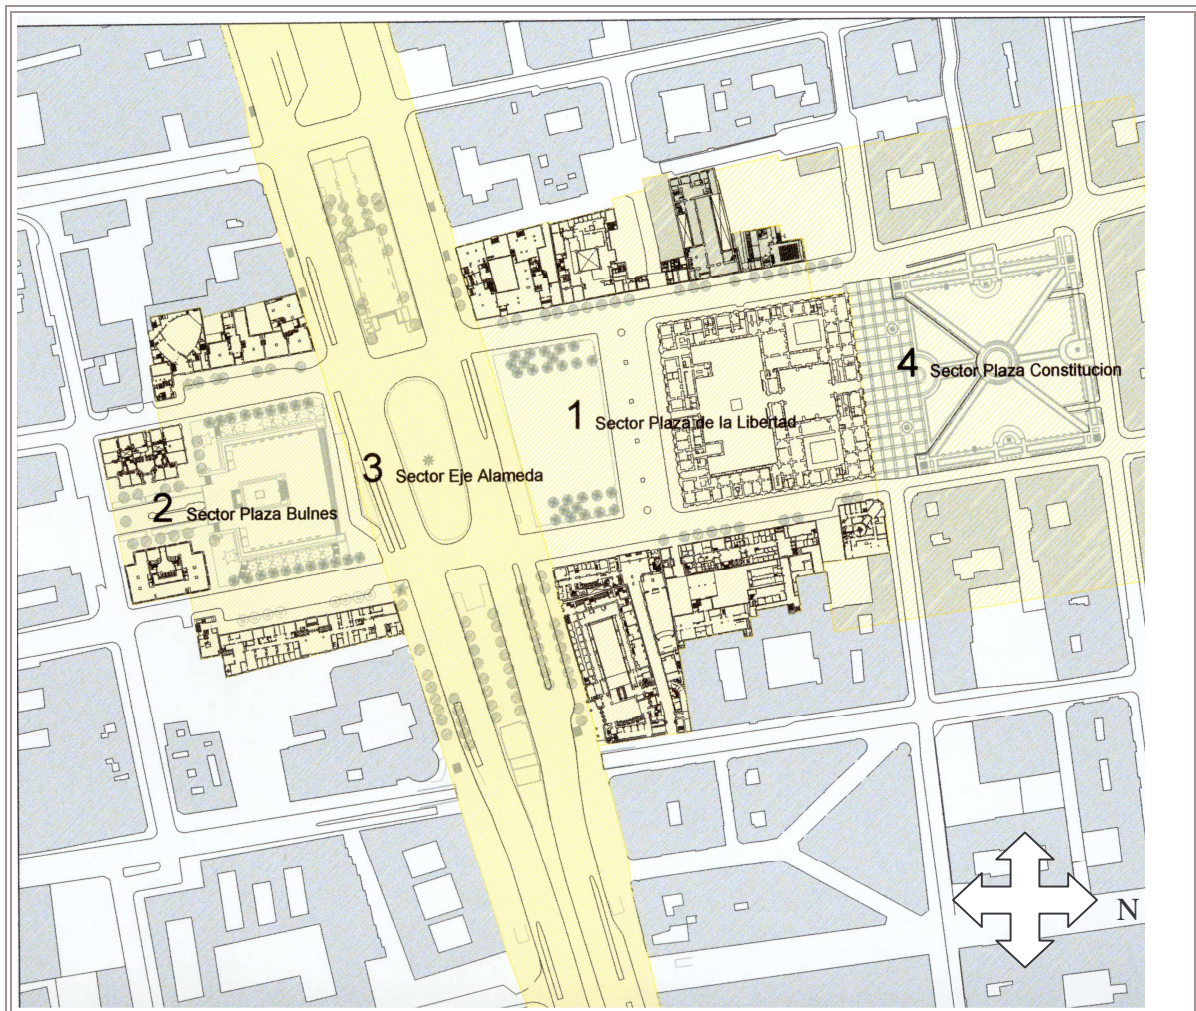 4 Sector Plaza Constitucion
1 Sector Plaza de la Libertad
3 Sector Eje Alameda
2 Sector Plaza Bulnes
N